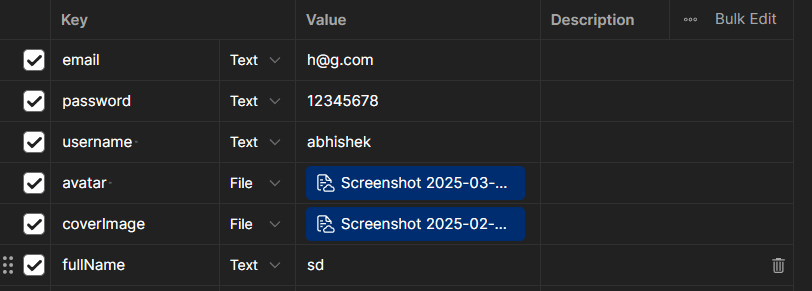 Key Value Description Bulk Edit
email Text h@g.com
password Text 12345678
username Text abhishek
avatar File Screenshot 2025-03-...
coverImage File Screenshot 2025-02-...
fullName Text sd